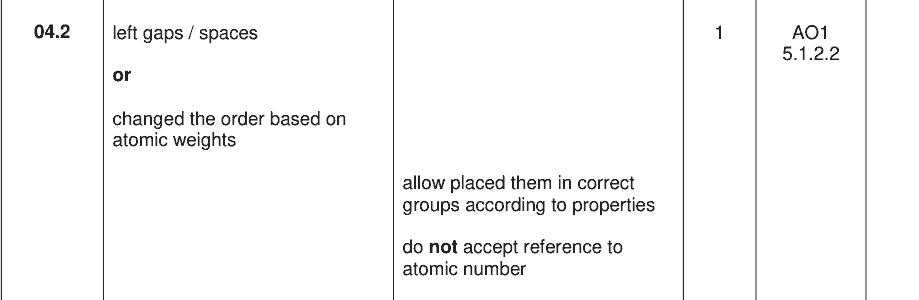 04.2
left gaps / spaces
or
changed the order based on
atomic weights
allow placed them in correct
groups according to properties
do not accept reference to
atomic number
1
AO1
5.1.2.2